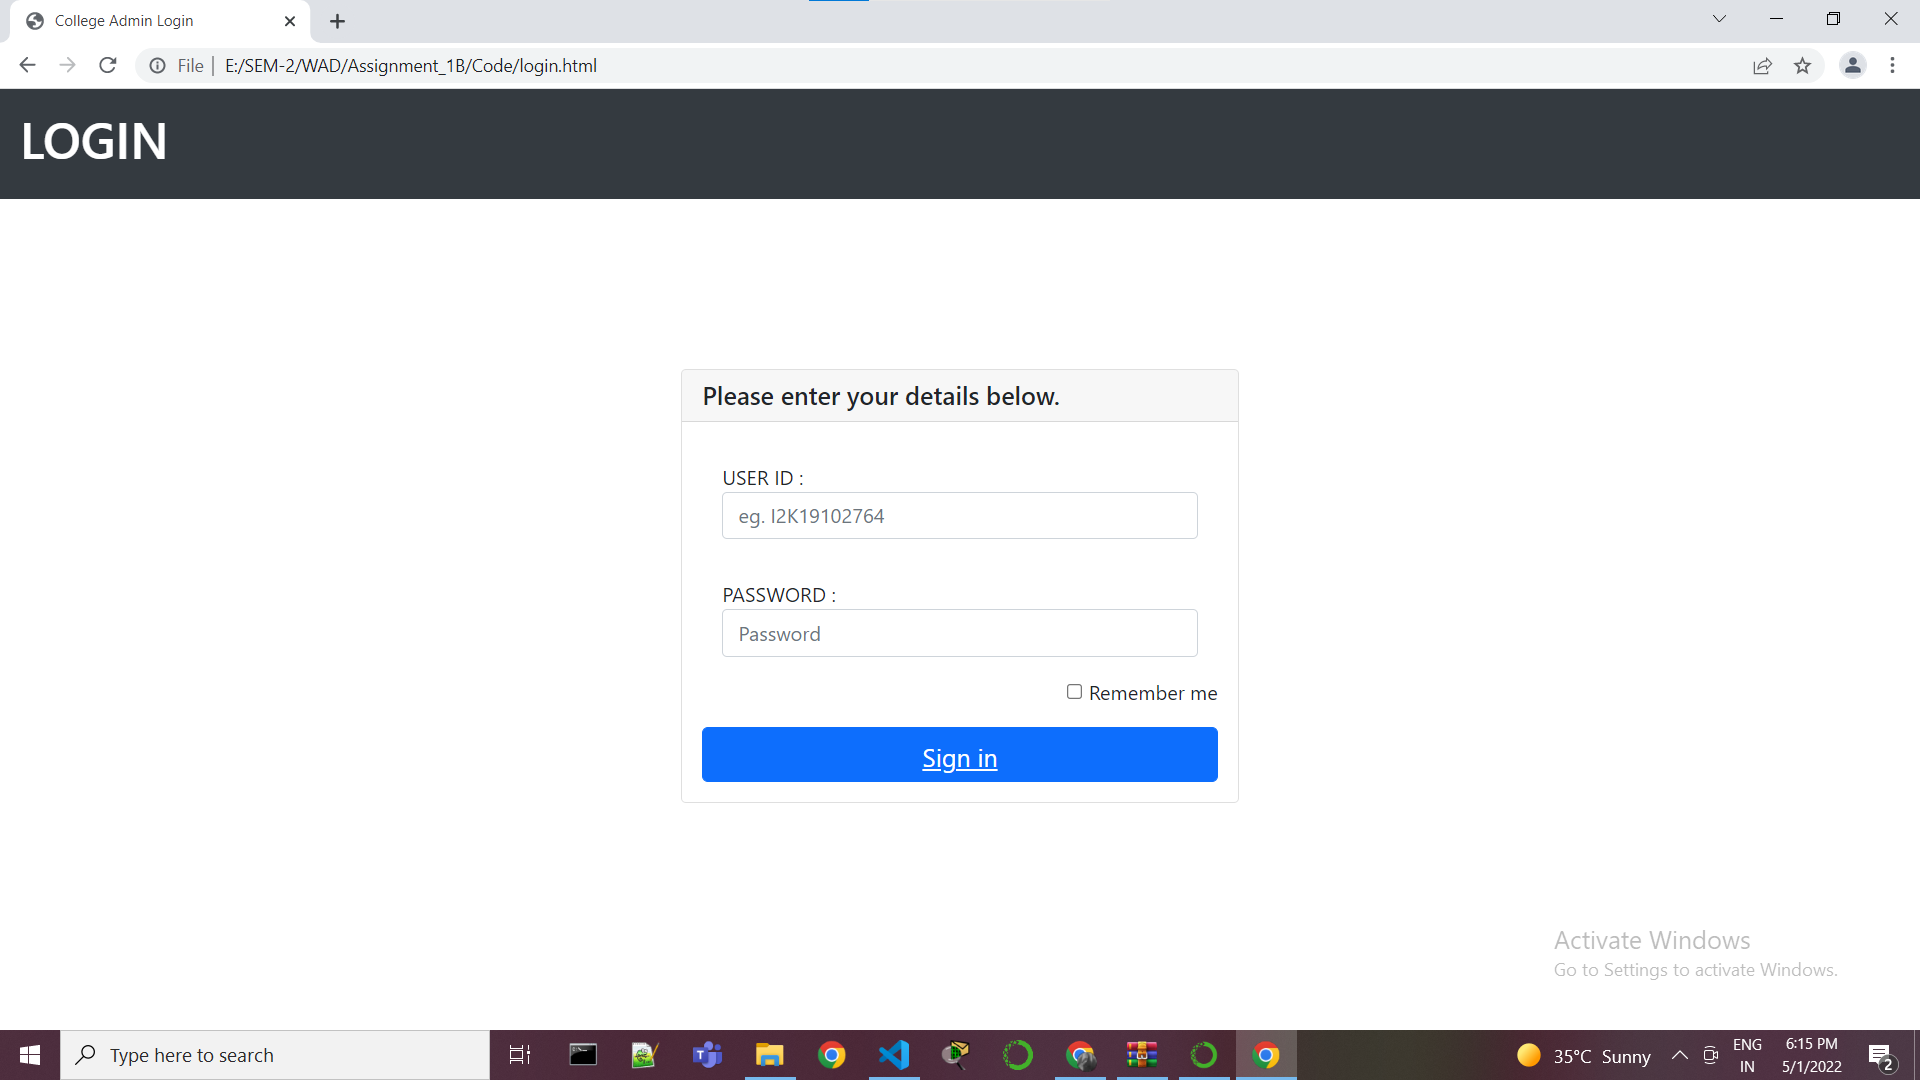 College Admin Login
File | E:/SEM-2/WAD/Assignment_1B/Code/login.html
LOGIN
Please enter your details below.
USER ID :
eg. I2K19102764
PASSWORD :
Password
Remember me
Sign in
Activate Windows
Go to Settings to activate Windows.
Type here to search
35°C Sunny
ENG
IN
6:15 PM
5/1/2022
2